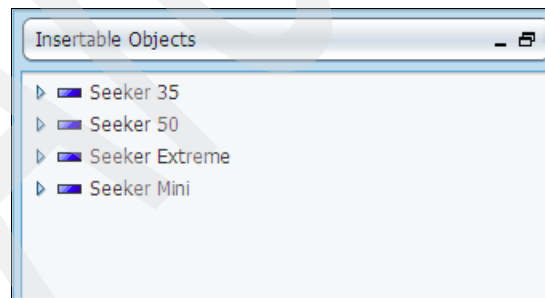 Insertable Objects
Seeker 35
Seeker 50
Seeker Extreme
Seeker Mini